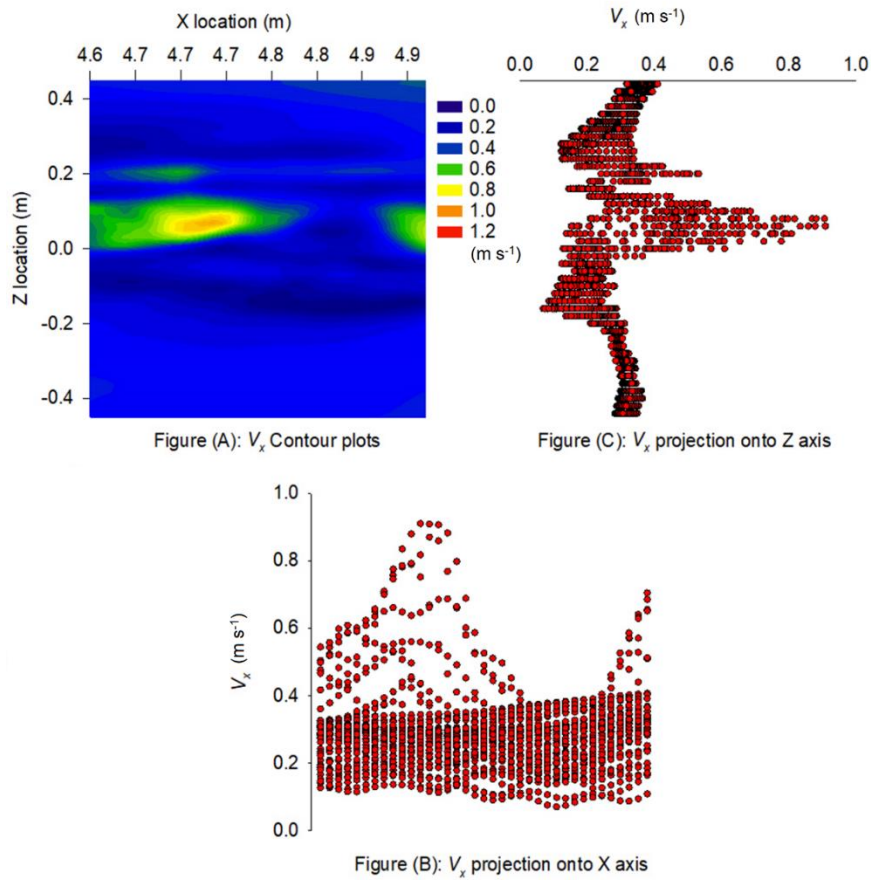 X location (m)
4.6 4.7 4.7 4.7 4.8 4.8 4.9 4.9
Z location (m)
0.4
0.2
0.0
-0.2
-0.4
0.0
0.2
0.4
0.6
0.8
1.0
1.2
(m s⁻¹)
Figure (A): Vₓ Contour plots
Vₓ (m s⁻¹)
0.0 0.2 0.4 0.6 0.8 1.0
Figure (C): Vₓ projection onto Z axis
1.0
0.8
0.6
0.4
0.2
0.0
Vₓ (m s⁻¹)
Figure (B): Vₓ projection onto X axis